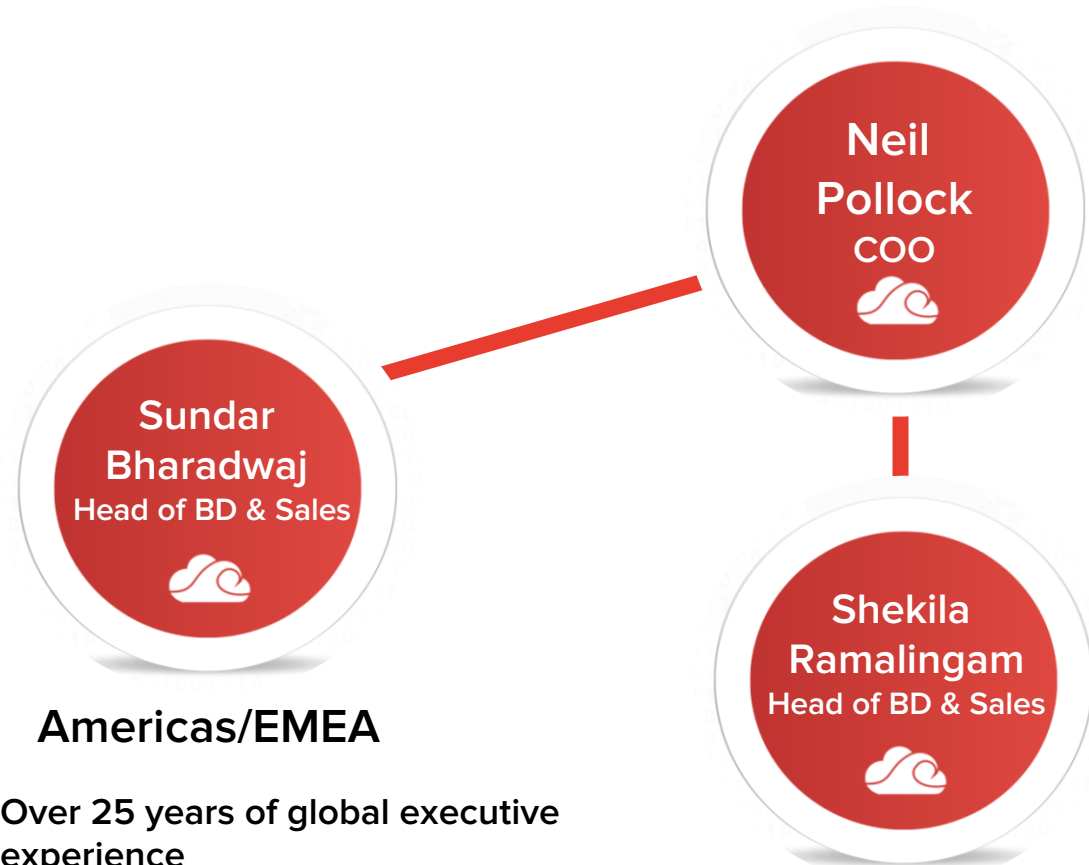 Neil
Pollock
COO
Sundar
Bharadwaj
Head of BD & Sales
Shekila
Ramalingam
Head of BD & Sales
Americas/EMEA
Over 25 years of global executive
experience